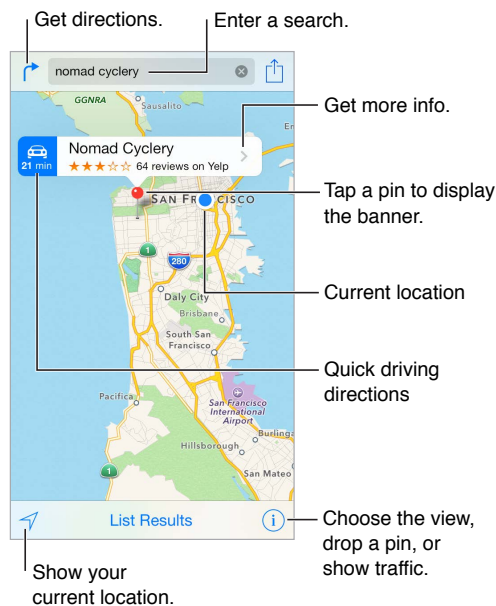 Get directions.
Enter a search.
nomad cyclery
GGNRA
Sausalito
Get more info.
En
Nomad Cyclery
21 min
64 reviews on Yelp
Tap a pin to display
the banner.
SAN FRANCISCO
1
280
Current location
Daly City
Brisbane
South San
Francisco
Quick driving
directions
Pacifica
San Francisco
International
Airport
Burlinga
Hillsborough
1
San Mateo
List Results
i
Choose the view,
drop a pin, or
show traffic.
Show your
current location.